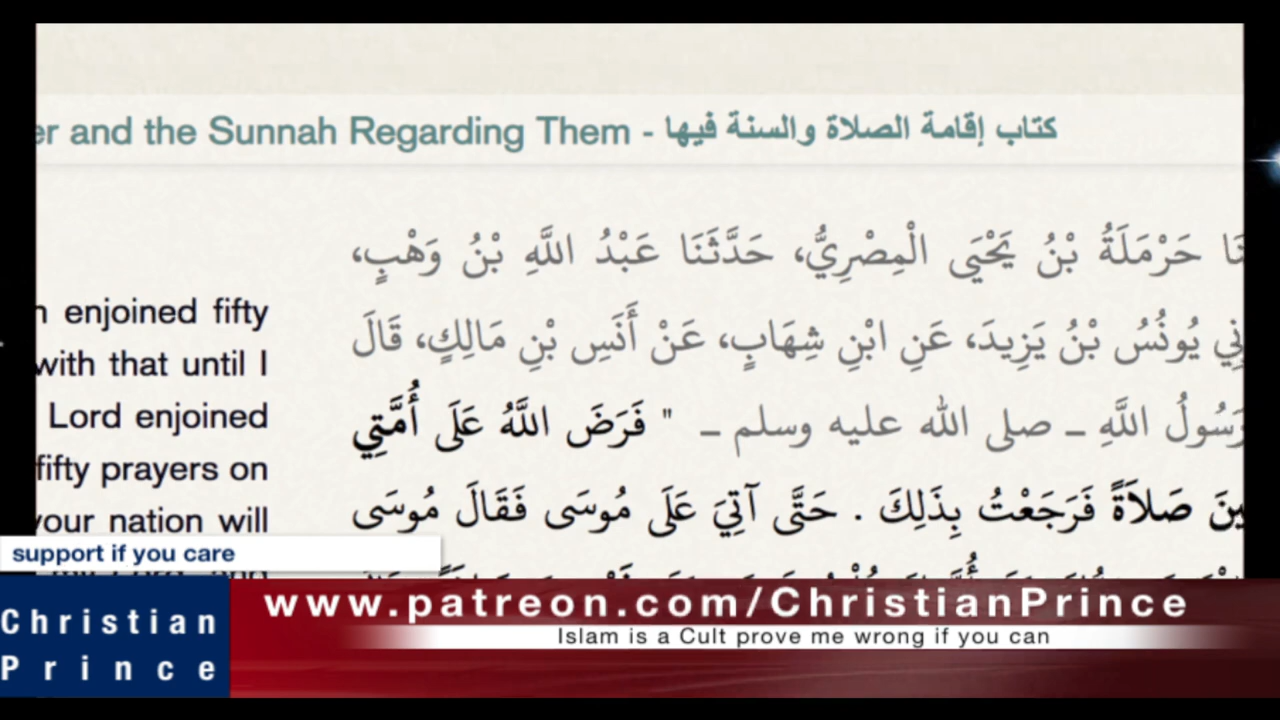 er and the Sunnah Regarding Them - كتاب إقامة الصلاة والسنة فيها
حَرْمَلَةُ بْنُ يَحْيَى الْمِصْرِيُّ، حَدَّثَنَا عَبْدُ اللَّهِ بْنُ وَهْبٍ،
يُونُسُ بْنُ يَزِيدَ، عَنِ ابْنِ شِهَابٍ، عَنْ أَنَسِ بْنِ مَالِكٍ، قَالَ
رَسُولُ اللَّهِ ـ صلى الله عليه وسلم ـ " فَرَضَ اللَّهُ عَلَى أُمَّتِي
صَلاَةً فَرَجَعْتُ بِذَلِكَ . حَتَّى آتِيَ عَلَى مُوسَى فَقَالَ مُوسَى
enjoined fifty
with that until I
Lord enjoined
fifty prayers on
your nation will
support if you care
Christian
Prince
www.patreon.com/ChristianPrince
Islam is a Cult prove me wrong if you can